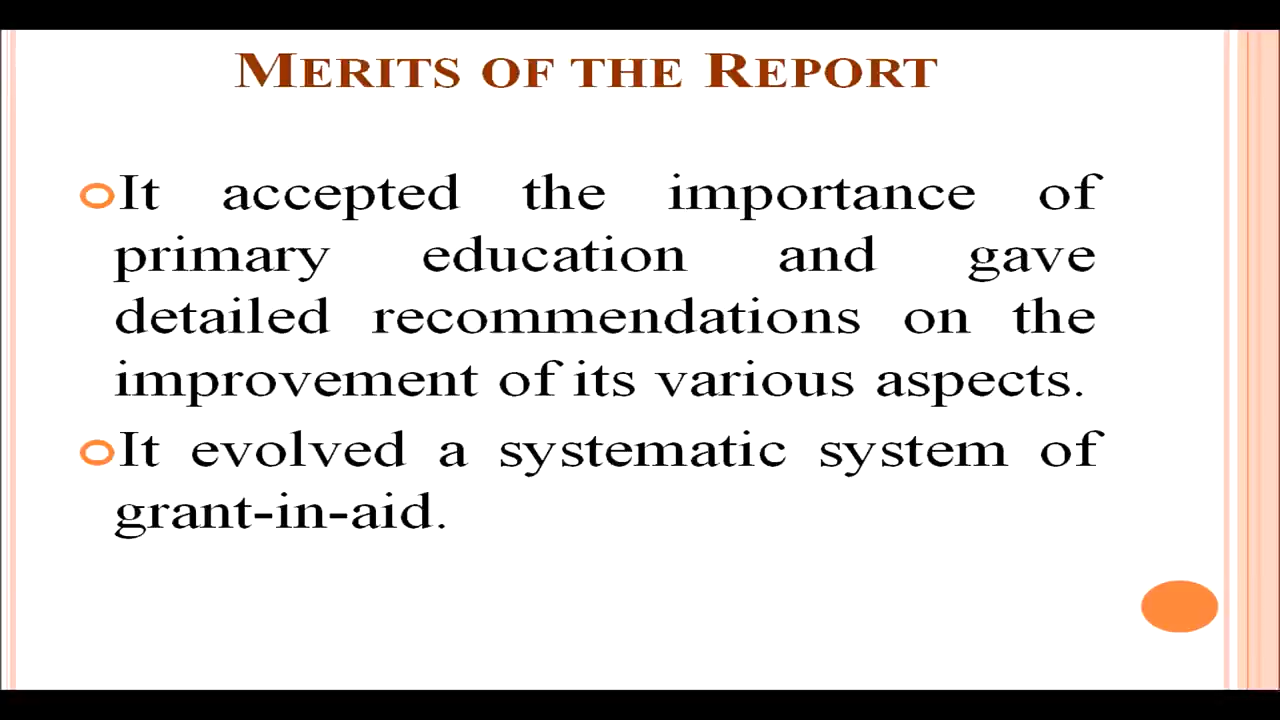 MERITS OF THE REPORT
It accepted the importance of
primary education and gave
detailed recommendations on the
improvement of its various aspects.
It evolved a systematic system of
grant-in-aid.